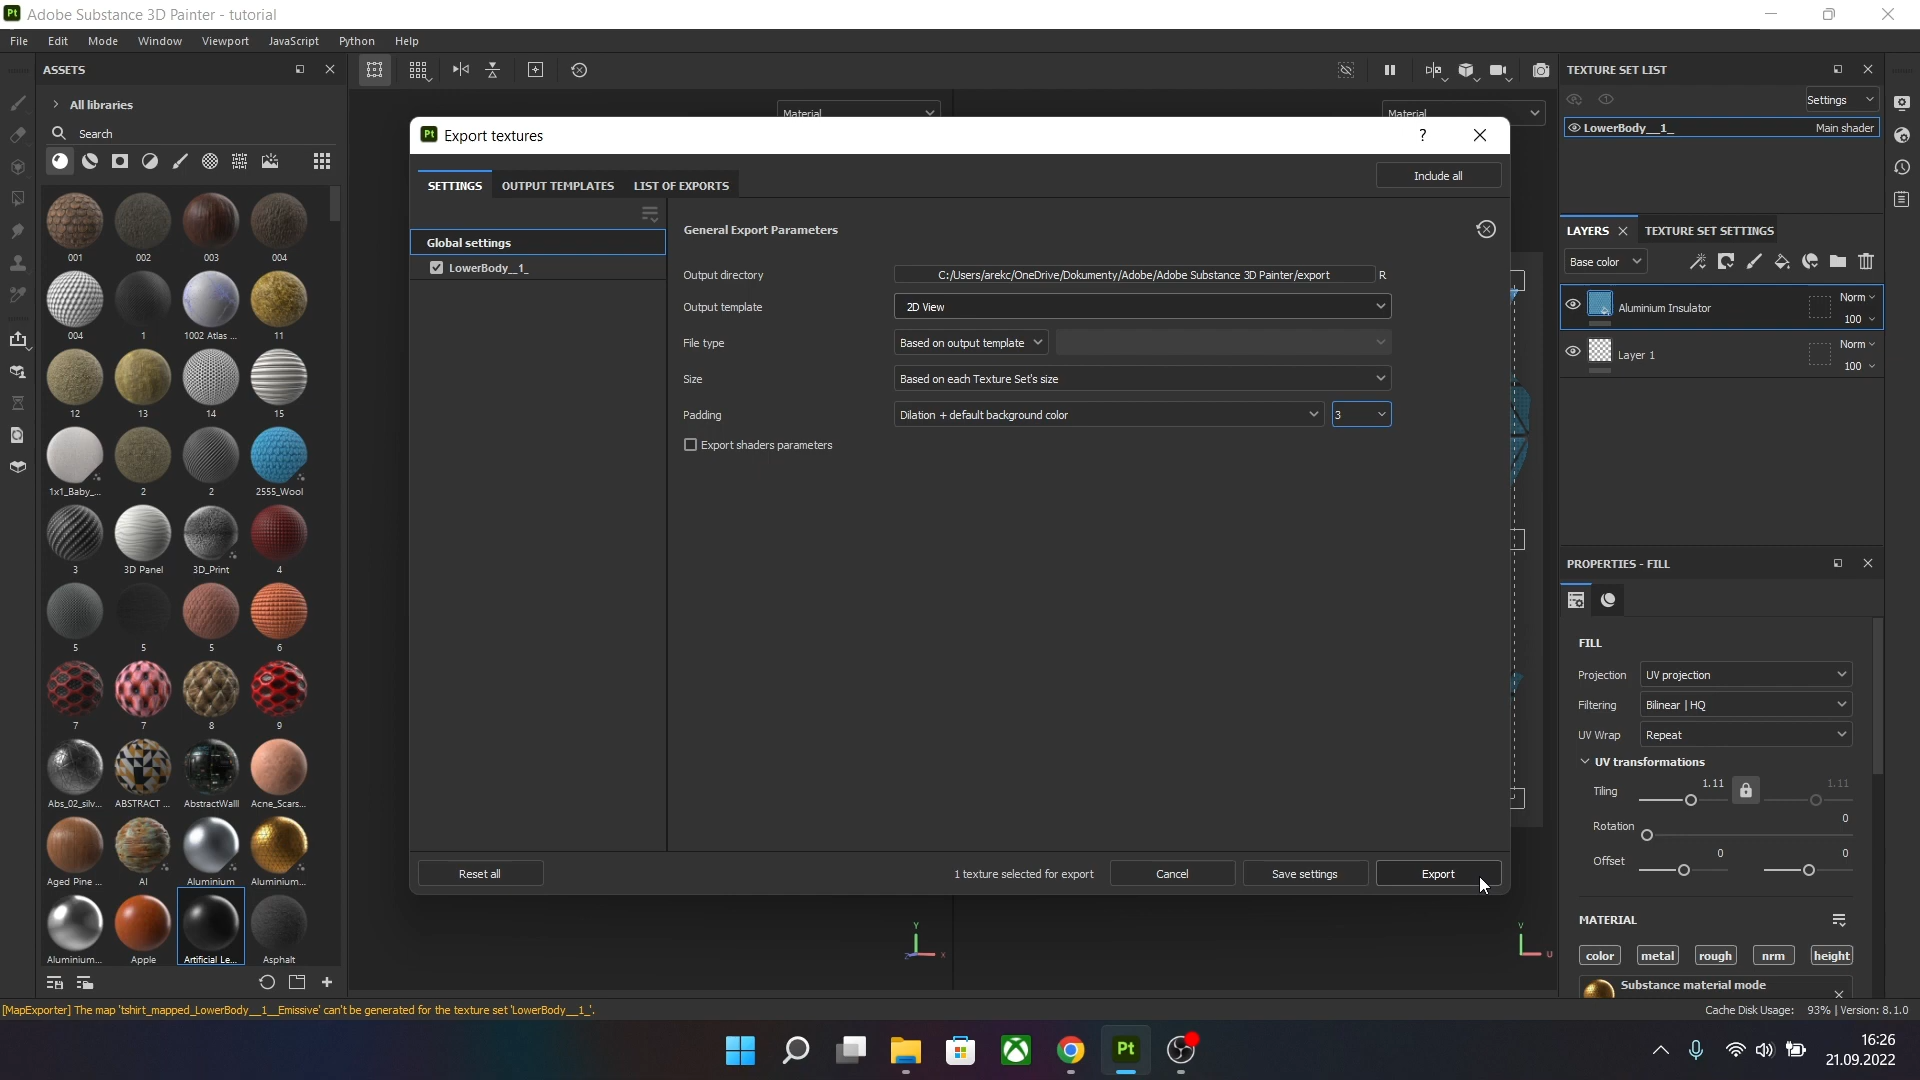 Pt Adobe Substance 3D Painter - tutorial
File Edit Mode Window Viewport JavaScript Python Help
ASSETS
All libraries
Search
001 002 003 004
004 1 1002 Atlas ... 11
12 13 14 15
1x1_Baby_... 2 2 2555_Wool
3 3D Panel 3D_Print 4
5 5 5 6
7 7 8 9
Abs_02_silv... ABSTRACT ... AbstractWalll Acne_Scars...
Aged Pine ... AI Aluminium Aluminium...
Aluminium... Apple Artificial Le... Asphalt
Material
Material
Pt Export textures
?
SETTINGS OUTPUT TEMPLATES LIST OF EXPORTS
Include all
Global settings
LowerBody__1_
General Export Parameters
Output directory C:/Users/arekc/OneDrive/Dokumenty/Adobe/Adobe Substance 3D Painter/export R
Output template 2D View
File type Based on output template
Size Based on each Texture Set's size
Padding Dilation + default background color 3
Export shaders parameters
Reset all
1 texture selected for export
Cancel
Save settings
Export
Y
X
Z
V
U
TEXTURE SET LIST
Settings
LowerBody__1_ Main shader
LAYERS TEXTURE SET SETTINGS
Base color
Aluminium Insulator Norm 100
Layer 1 Norm 100
PROPERTIES - FILL
FILL
Projection UV projection
Filtering Bilinear | HQ
UV Wrap Repeat
UV transformations
Tiling 1.11 1.11
Rotation 0
Offset 0 0
MATERIAL
color metal rough nrm height
Substance material mode
[MapExporter] The map 'tshirt_mapped_LowerBody__1__Emissive' can't be generated for the texture set 'LowerBody__1_'.
Cache Disk Usage: 93% | Version: 8.1.0
Pt
16:26
21.09.2022